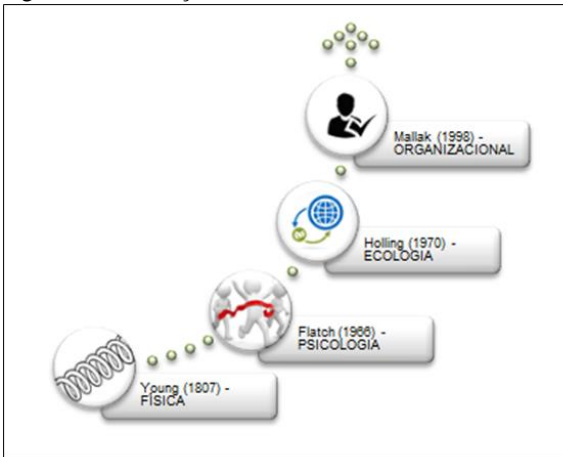 Mallak (1998) -
ORGANIZACIONAL
Holling (1970) -
ECOLOGIA
Flatch (1966) -
PSICOLOGIA
Young (1807) -
FÍSICA